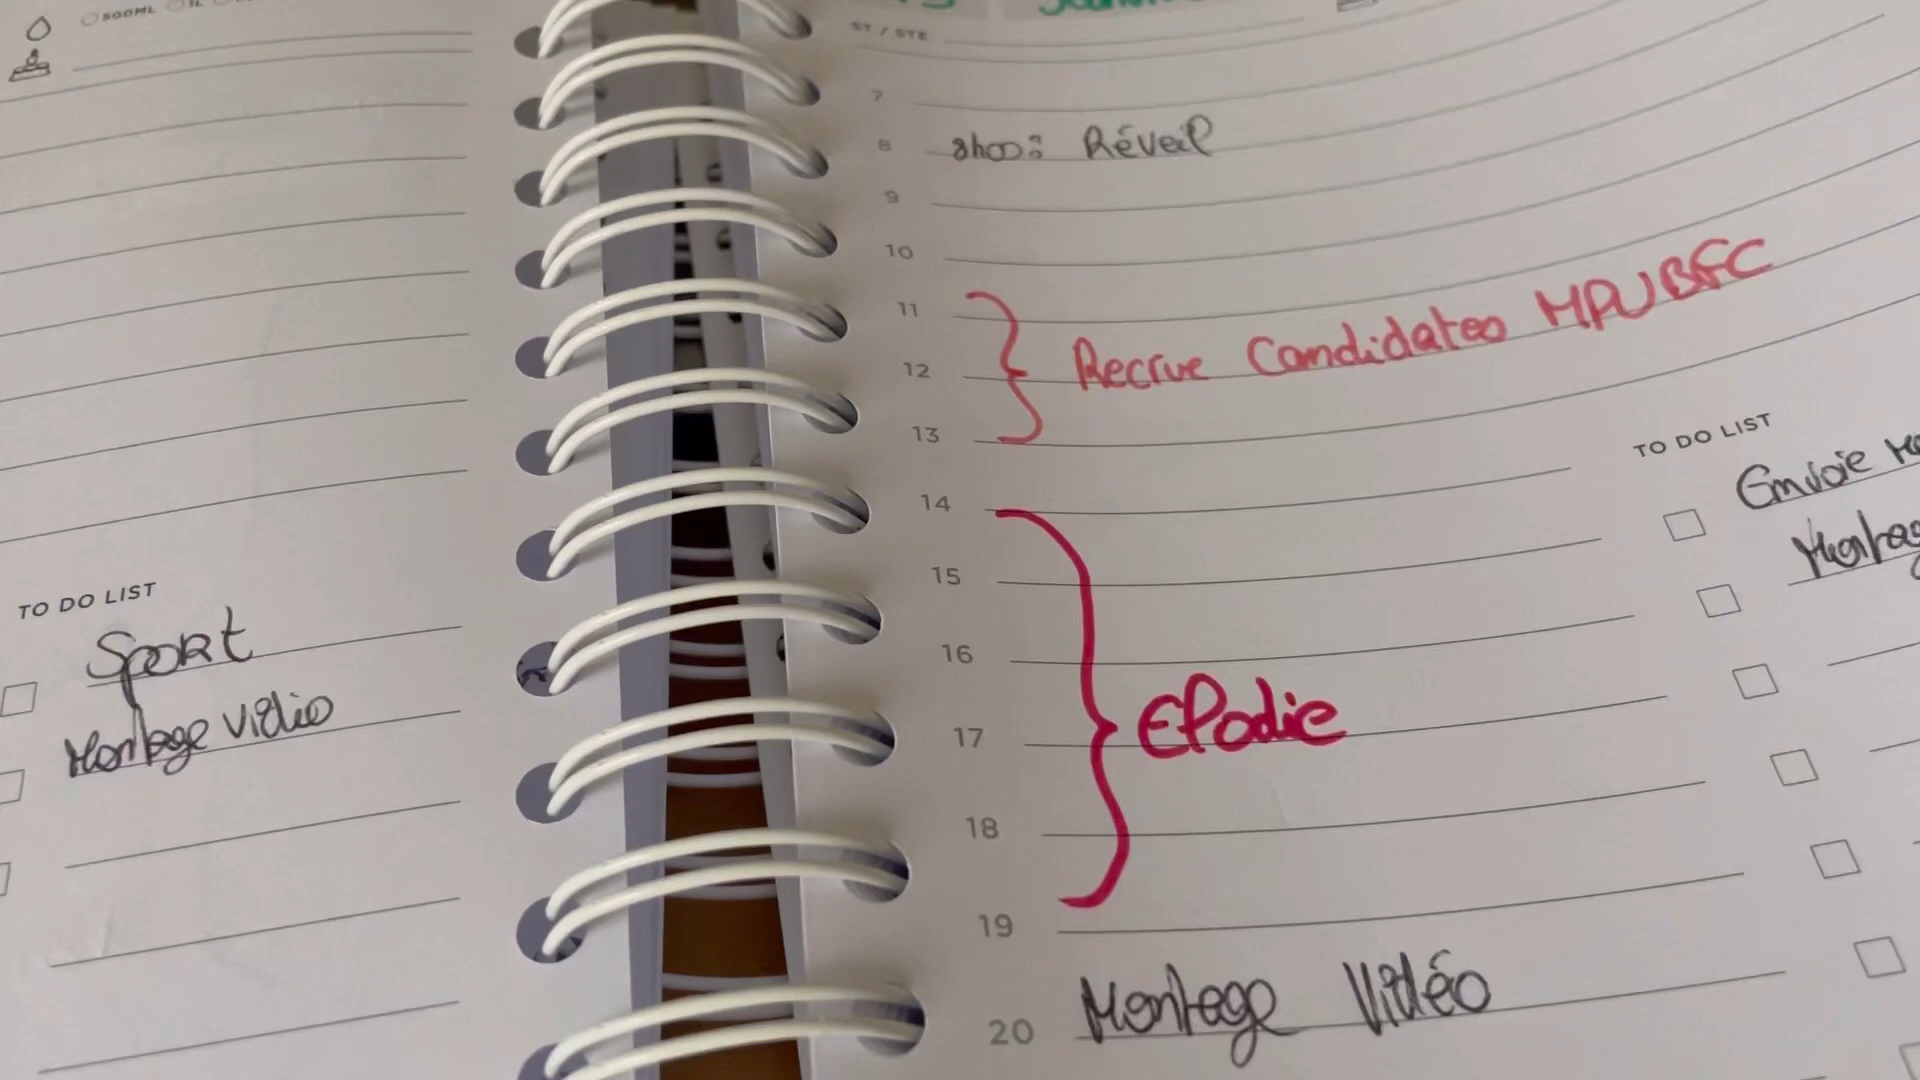 500ML 1L
TO DO LIST
Sport
Montage Vidéo
ST / STE
7
8 8h00: Réveil
9
10
11
12 Recrue Candidates MPUBFC
13
14
15
16
17 Elodie
18
19
20 Montage Vidéo
TO DO LIST
Envoie